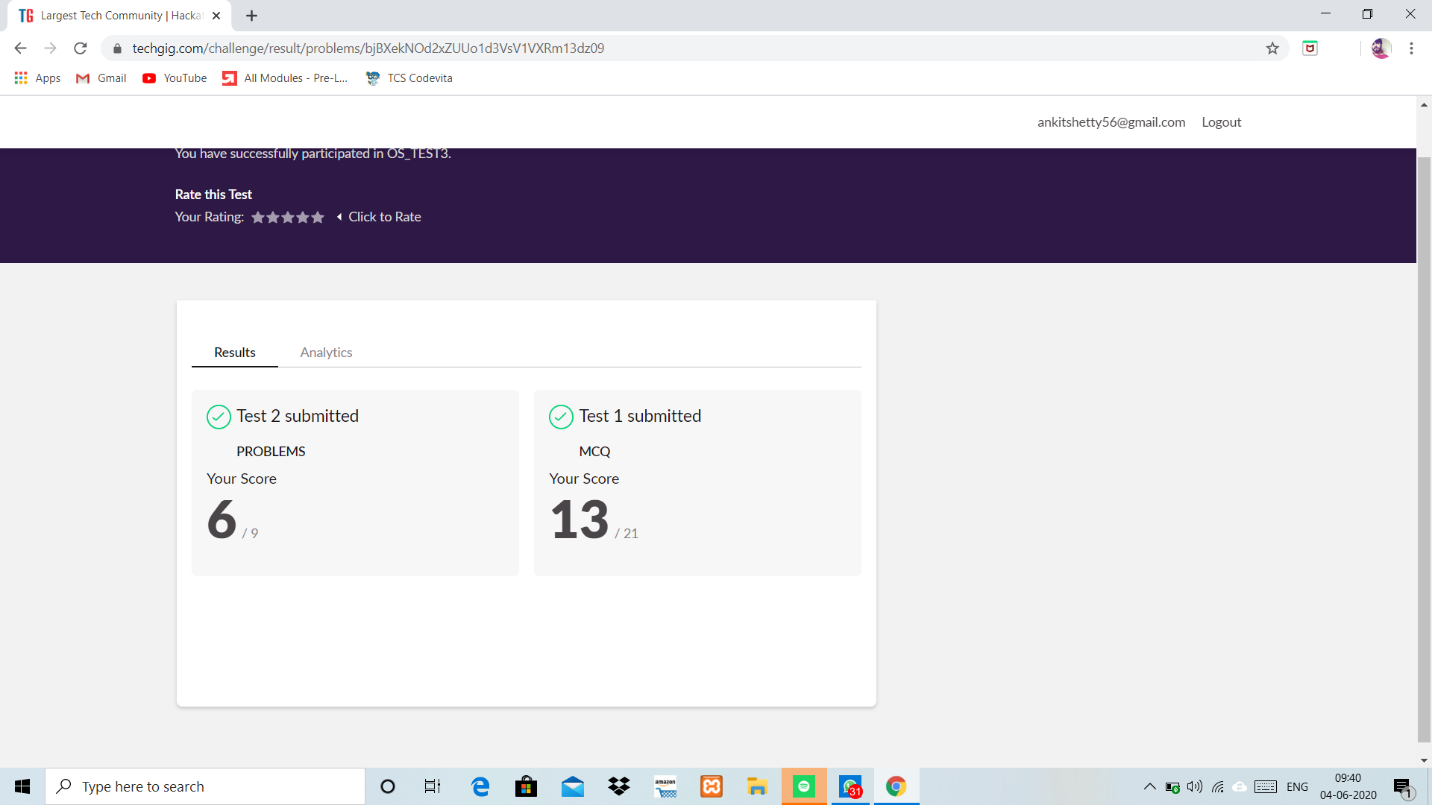 TG Largest Tech Community | Hacka
techgig.com/challenge/result/problems/bjBXekNOd2xZUUo1d3VsV1VXRm13dz09
Apps Gmail YouTube All Modules - Pre-L... TCS Codevita
ankitshetty56@gmail.com Logout
You have successfully participated in OS_TEST3.
Rate this Test
Your Rating: Click to Rate
Results Analytics
Test 2 submitted
PROBLEMS
Your Score
6 / 9
Test 1 submitted
MCQ
Your Score
13 / 21
Type here to search
amazon
31
ENG
09:40
04-06-2020
1